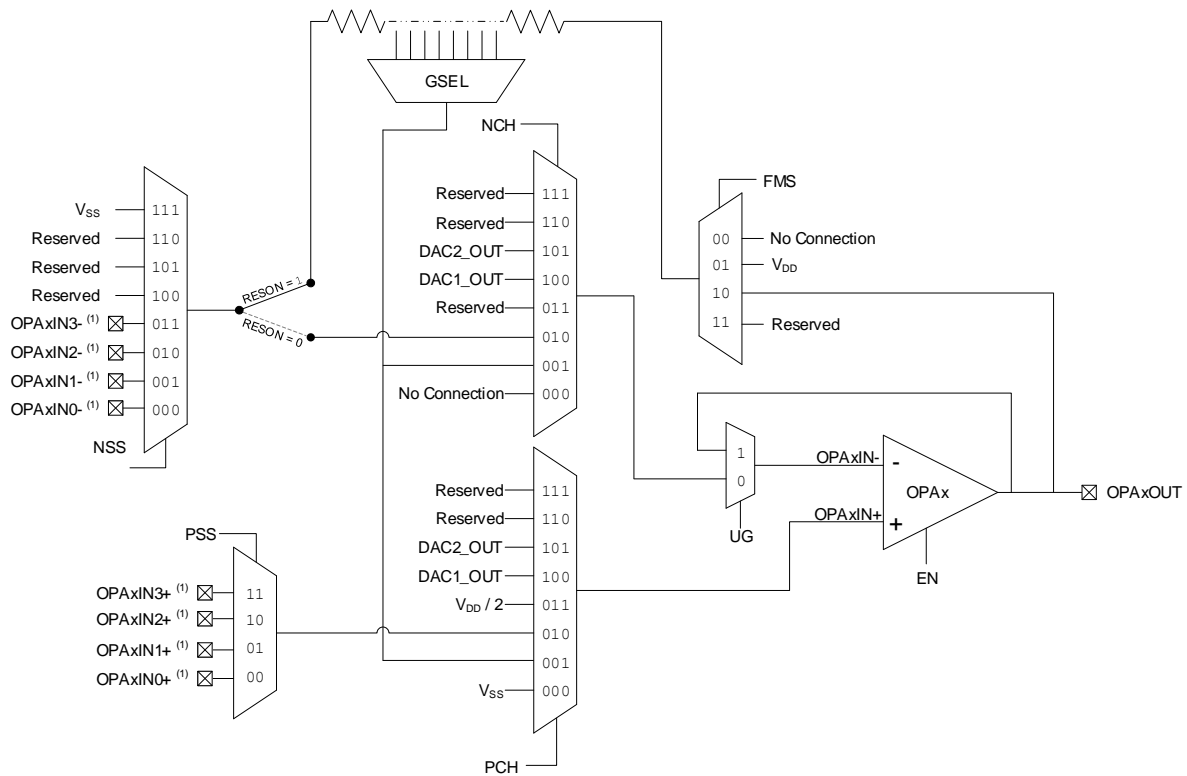 GSEL
NCH
Reserved 111
Reserved 110
DAC2_OUT 101
DAC1_OUT 100
Reserved 011
010
001
No Connection 000
FMS
00 No Connection
01 VDD
10
11 Reserved
VSS 111
Reserved 110
Reserved 101
Reserved 100
OPAxIN3- (1) 011
OPAxIN2- (1) 010
OPAxIN1- (1) 001
OPAxIN0- (1) 000
NSS
RESON = 1
RESON = 0
1
0
UG
OPAxIN-
OPAxIN+
-
+
OPAx
EN
OPAxOUT
PSS
OPAxIN3+ (1) 11
OPAxIN2+ (1) 10
OPAxIN1+ (1) 01
OPAxIN0+ (1) 00
Reserved 111
Reserved 110
DAC2_OUT 101
DAC1_OUT 100
VDD / 2 011
010
001
VSS 000
PCH